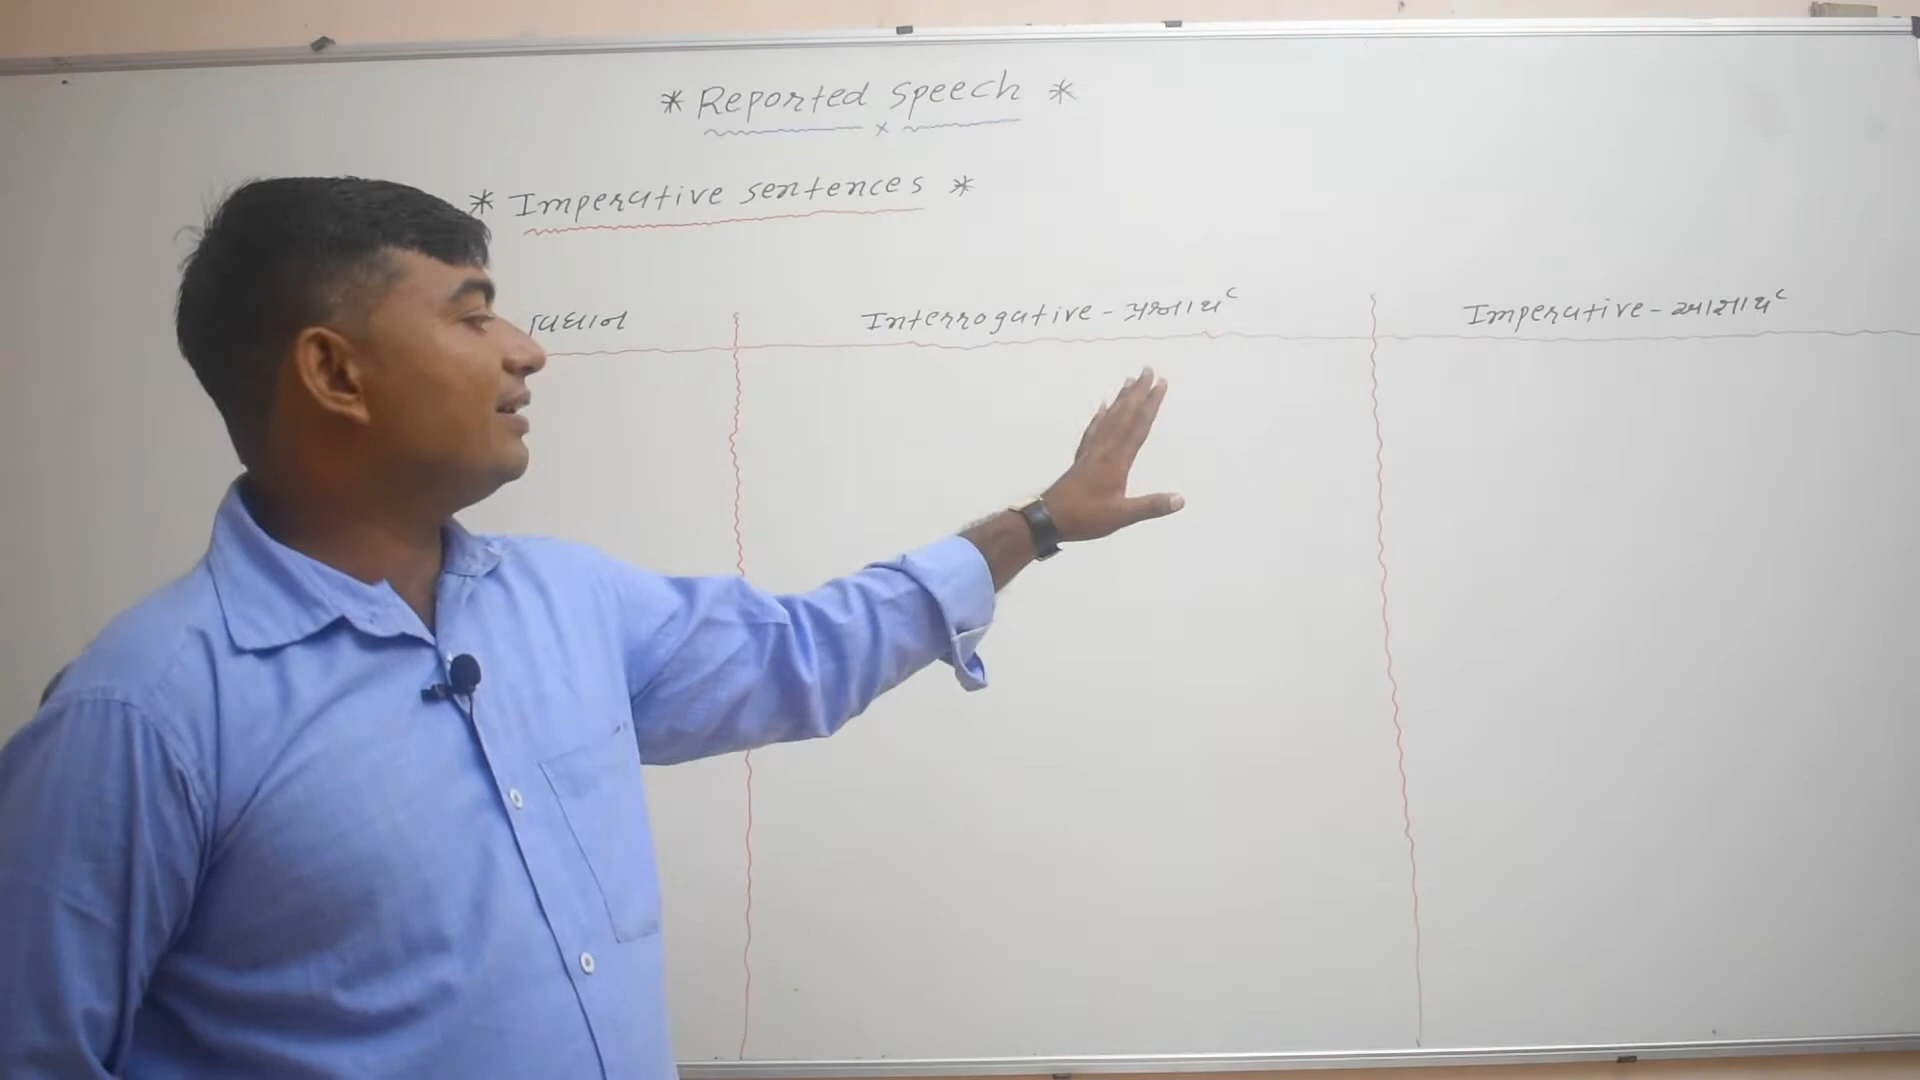 * Reported Speech *
* Imperative sentences *
વિધાન
Interrogative - પ્રશ્નાર્થ
Imperative - આજ્ઞાર્થ